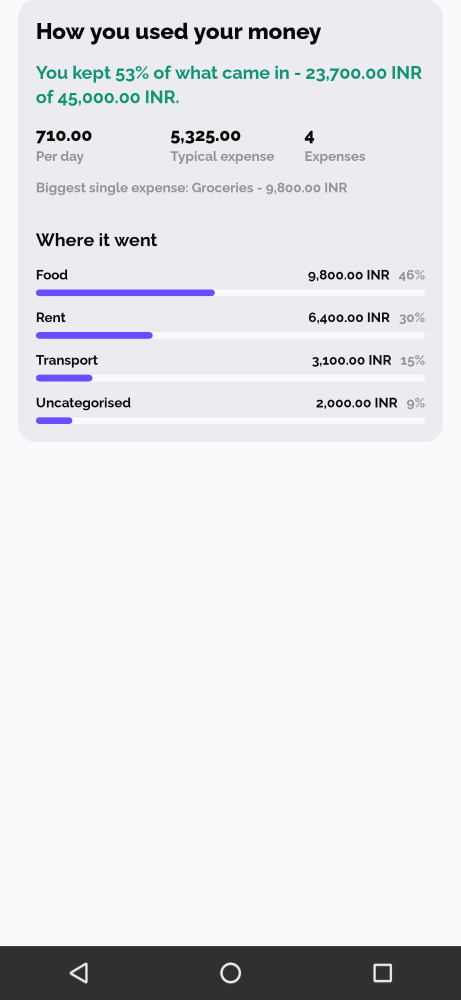 How you used your money
You kept 53% of what came in - 23,700.00 INR
of 45,000.00 INR.
710.00 5,325.00 4
Per day Typical expense Expenses
Biggest single expense: Groceries - 9,800.00 INR
Where it went
Food 9,800.00 INR 46%
Rent 6,400.00 INR 30%
Transport 3,100.00 INR 15%
Uncategorised 2,000.00 INR 9%